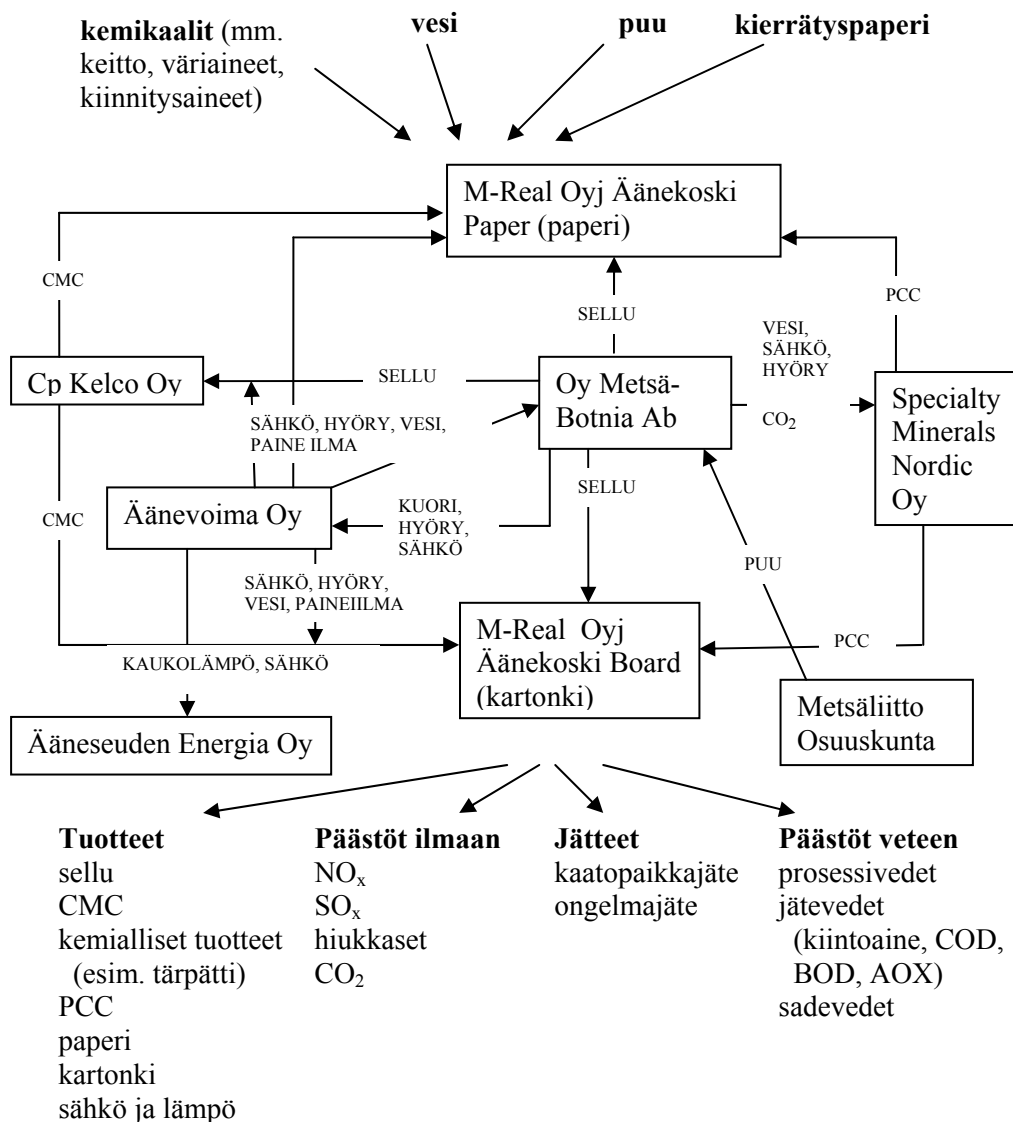 kemikaalit (mm.
keitto, väriaineet,
kiinnitysaineet)
vesi
puu
kierrätyspaperi
M-Real Oyj Äänekoski
Paper (paperi)
CMC
PCC
SELLU
VESI,
SÄHKÖ,
HYÖRY
Cp Kelco Oy
SELLU
Oy Metsä-
Botnia Ab
CO2
Specialty
Minerals
Nordic
Oy
SÄHKÖ, HYÖRY, VESI,
PAINE ILMA
SELLU
CMC
Äänevoima Oy
KUORI,
HYÖRY,
SÄHKÖ
PUU
SÄHKÖ, HYÖRY,
VESI, PAINEIILMA
M-Real Oyj
Äänekoski Board
(kartonki)
PCC
KAUKOLÄMPÖ, SÄHKÖ
Metsäliitto
Osuuskunta
Ääneseuden Energia Oy
Tuotteet
sellu
CMC
kemialliset tuotteet
(esim. tärpätti)
PCC
paperi
kartonki
sähkö ja lämpö
Päästöt ilmaan
NOx
SOx
hiukkaset
CO2
Jätteet
kaatopaikkajäte
ongelmajäte
Päästöt veteen
prosessivedet
jätevedet
(kiintoaine, COD,
BOD, AOX)
sadevedet